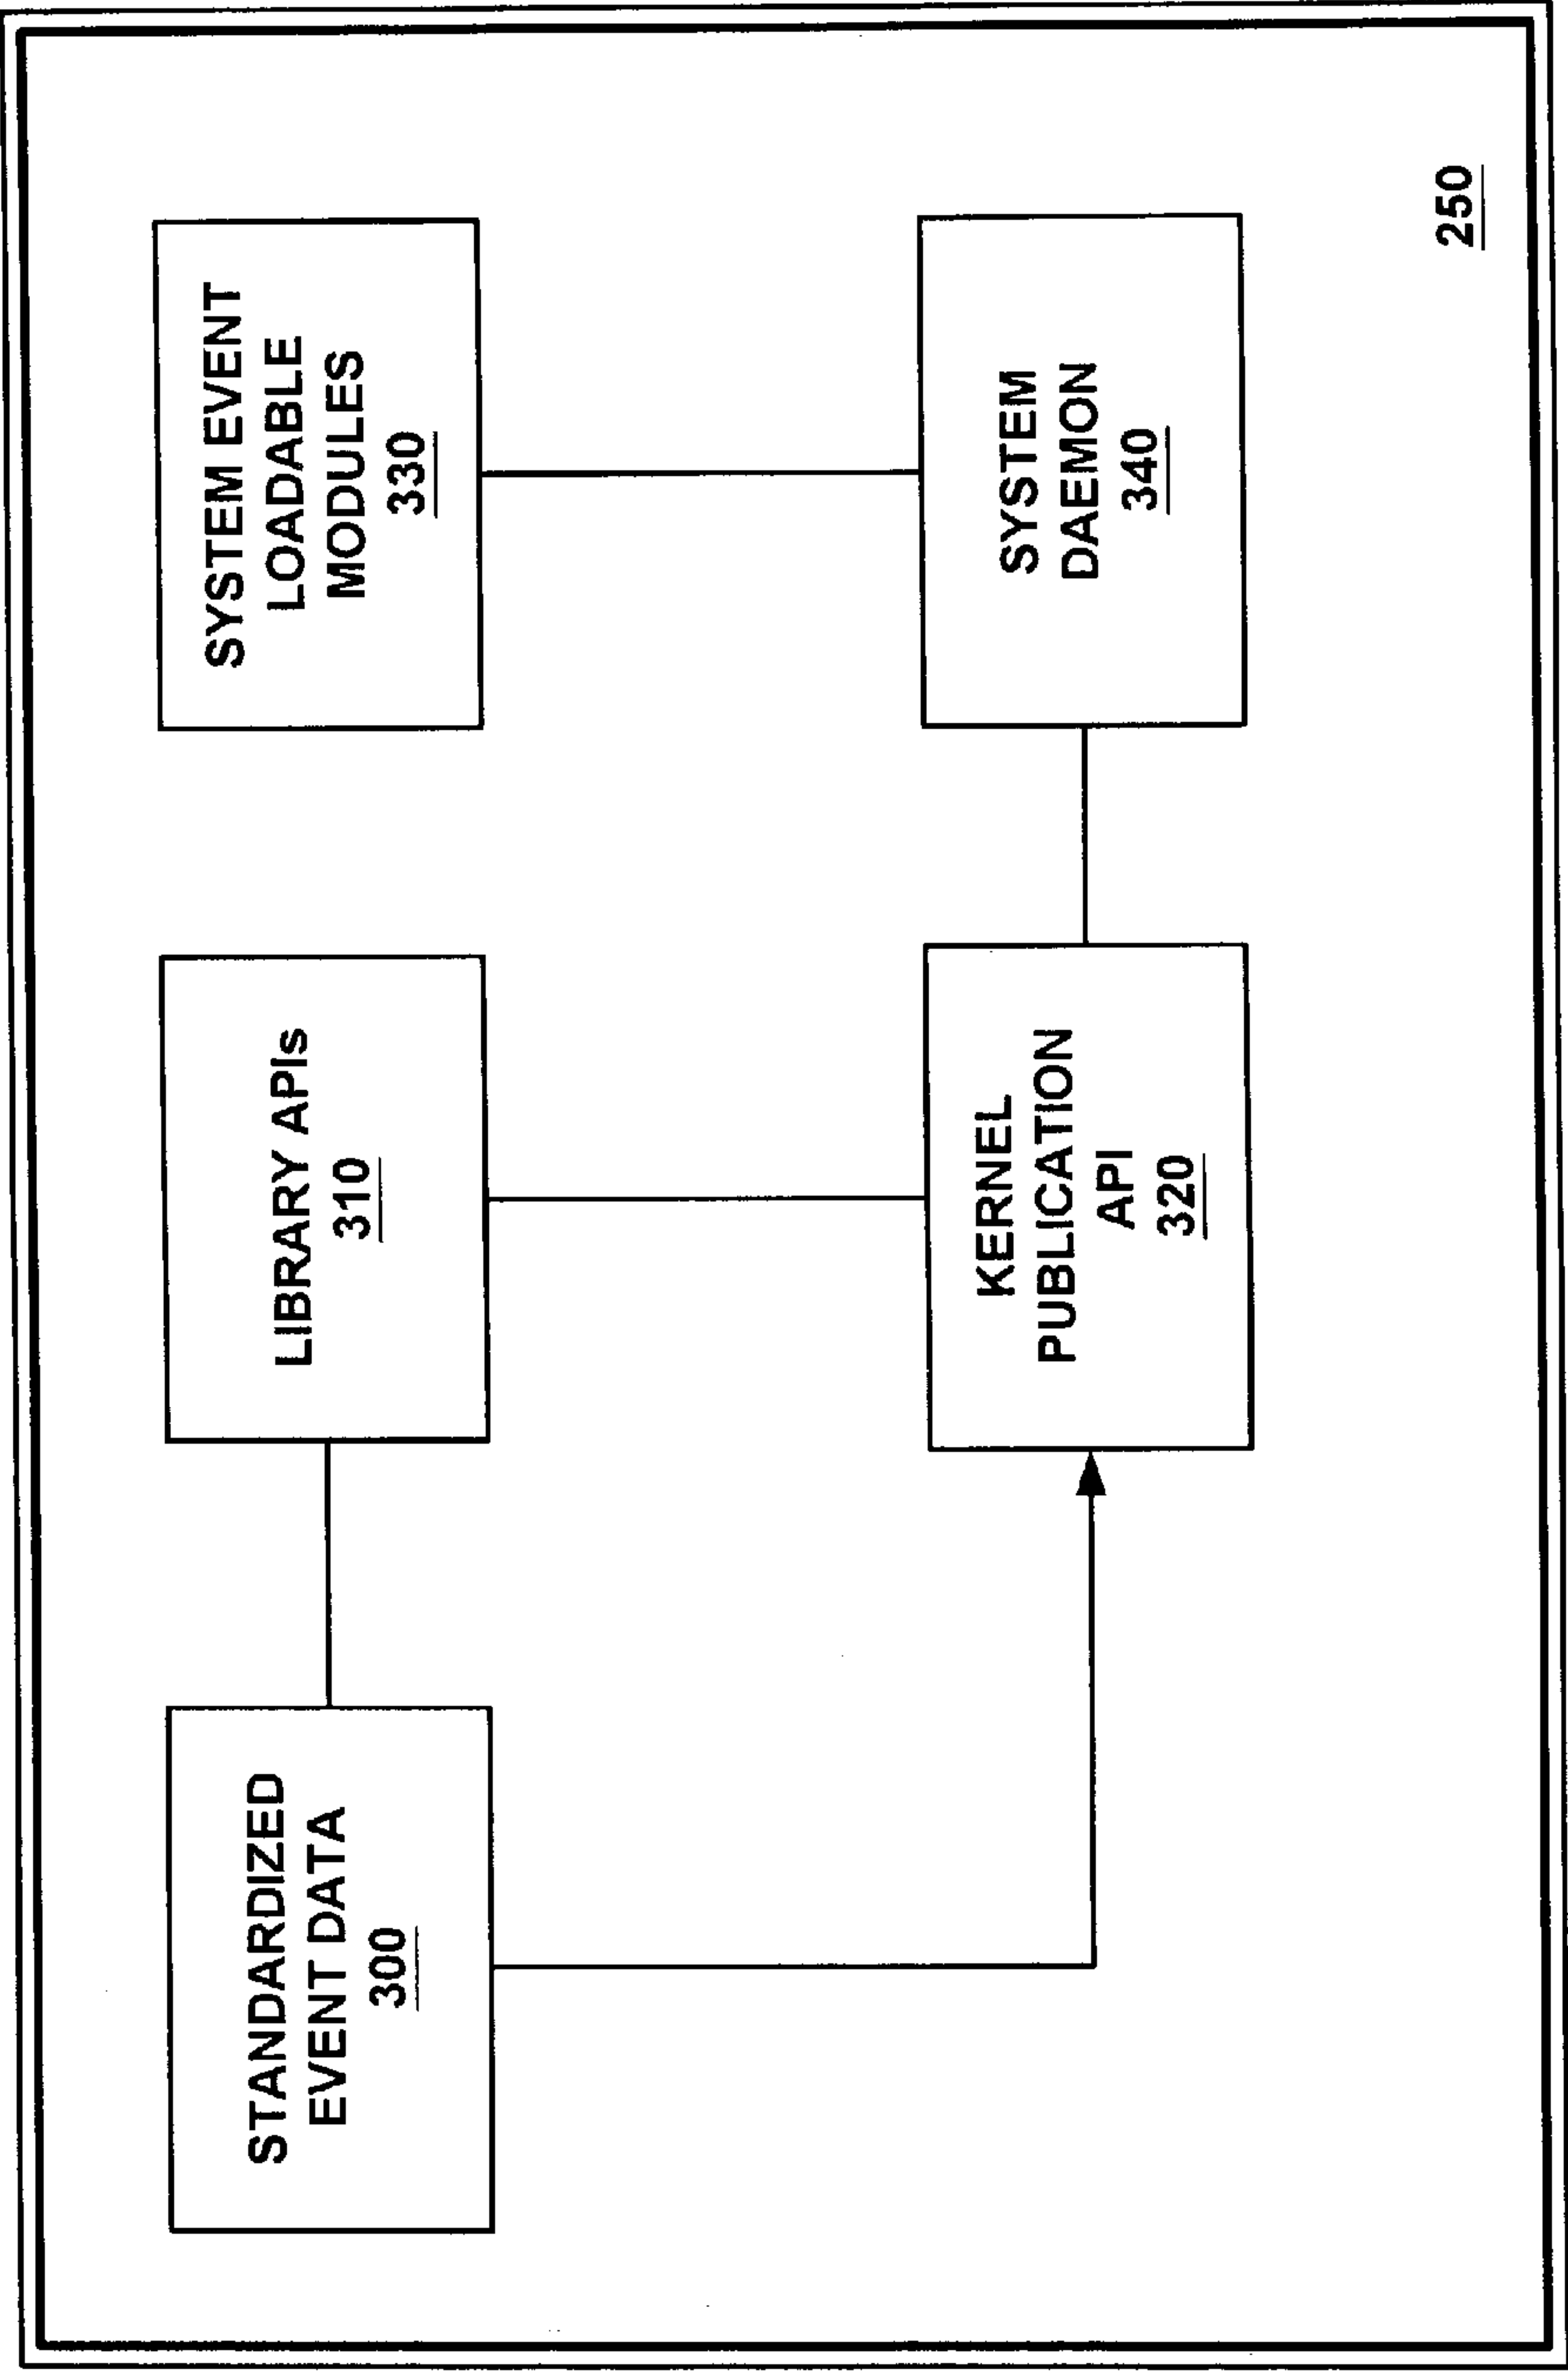 STANDARDIZED
EVENT DATA
300
LIBRARY APIs
310
SYSTEM EVENT
LOADABLE
MODULES
330
KERNEL
PUBLICATION
API
320
SYSTEM
DAEMON
340
250